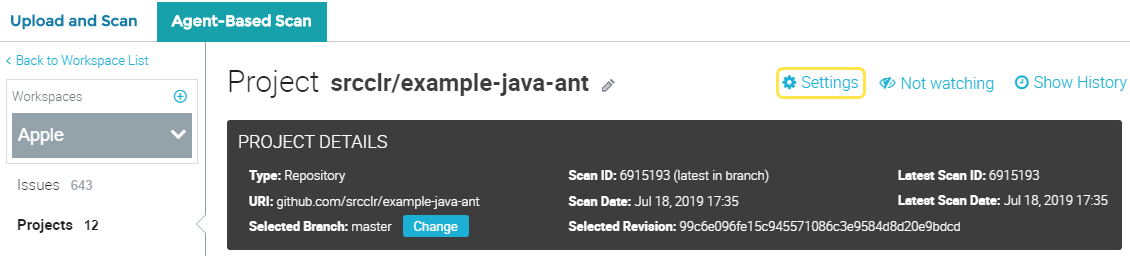 Upload and Scan
Agent-Based Scan
Back to Workspace List
Workspaces
Apple
Issues 643
Projects 12
Project srcclr/example-java-ant
Settings
Not watching
Show History
PROJECT DETAILS
Type: Repository
Scan ID: 6915193 (latest in branch)
Latest Scan ID: 6915193
URI: github.com/srcclr/example-java-ant
Scan Date: Jul 18, 2019 17:35
Latest Scan Date: Jul 18, 2019 17:35
Selected Branch: master Change
Selected Revision: 99c6e096fe15c945571086c3e9584d8d20e9bdcd